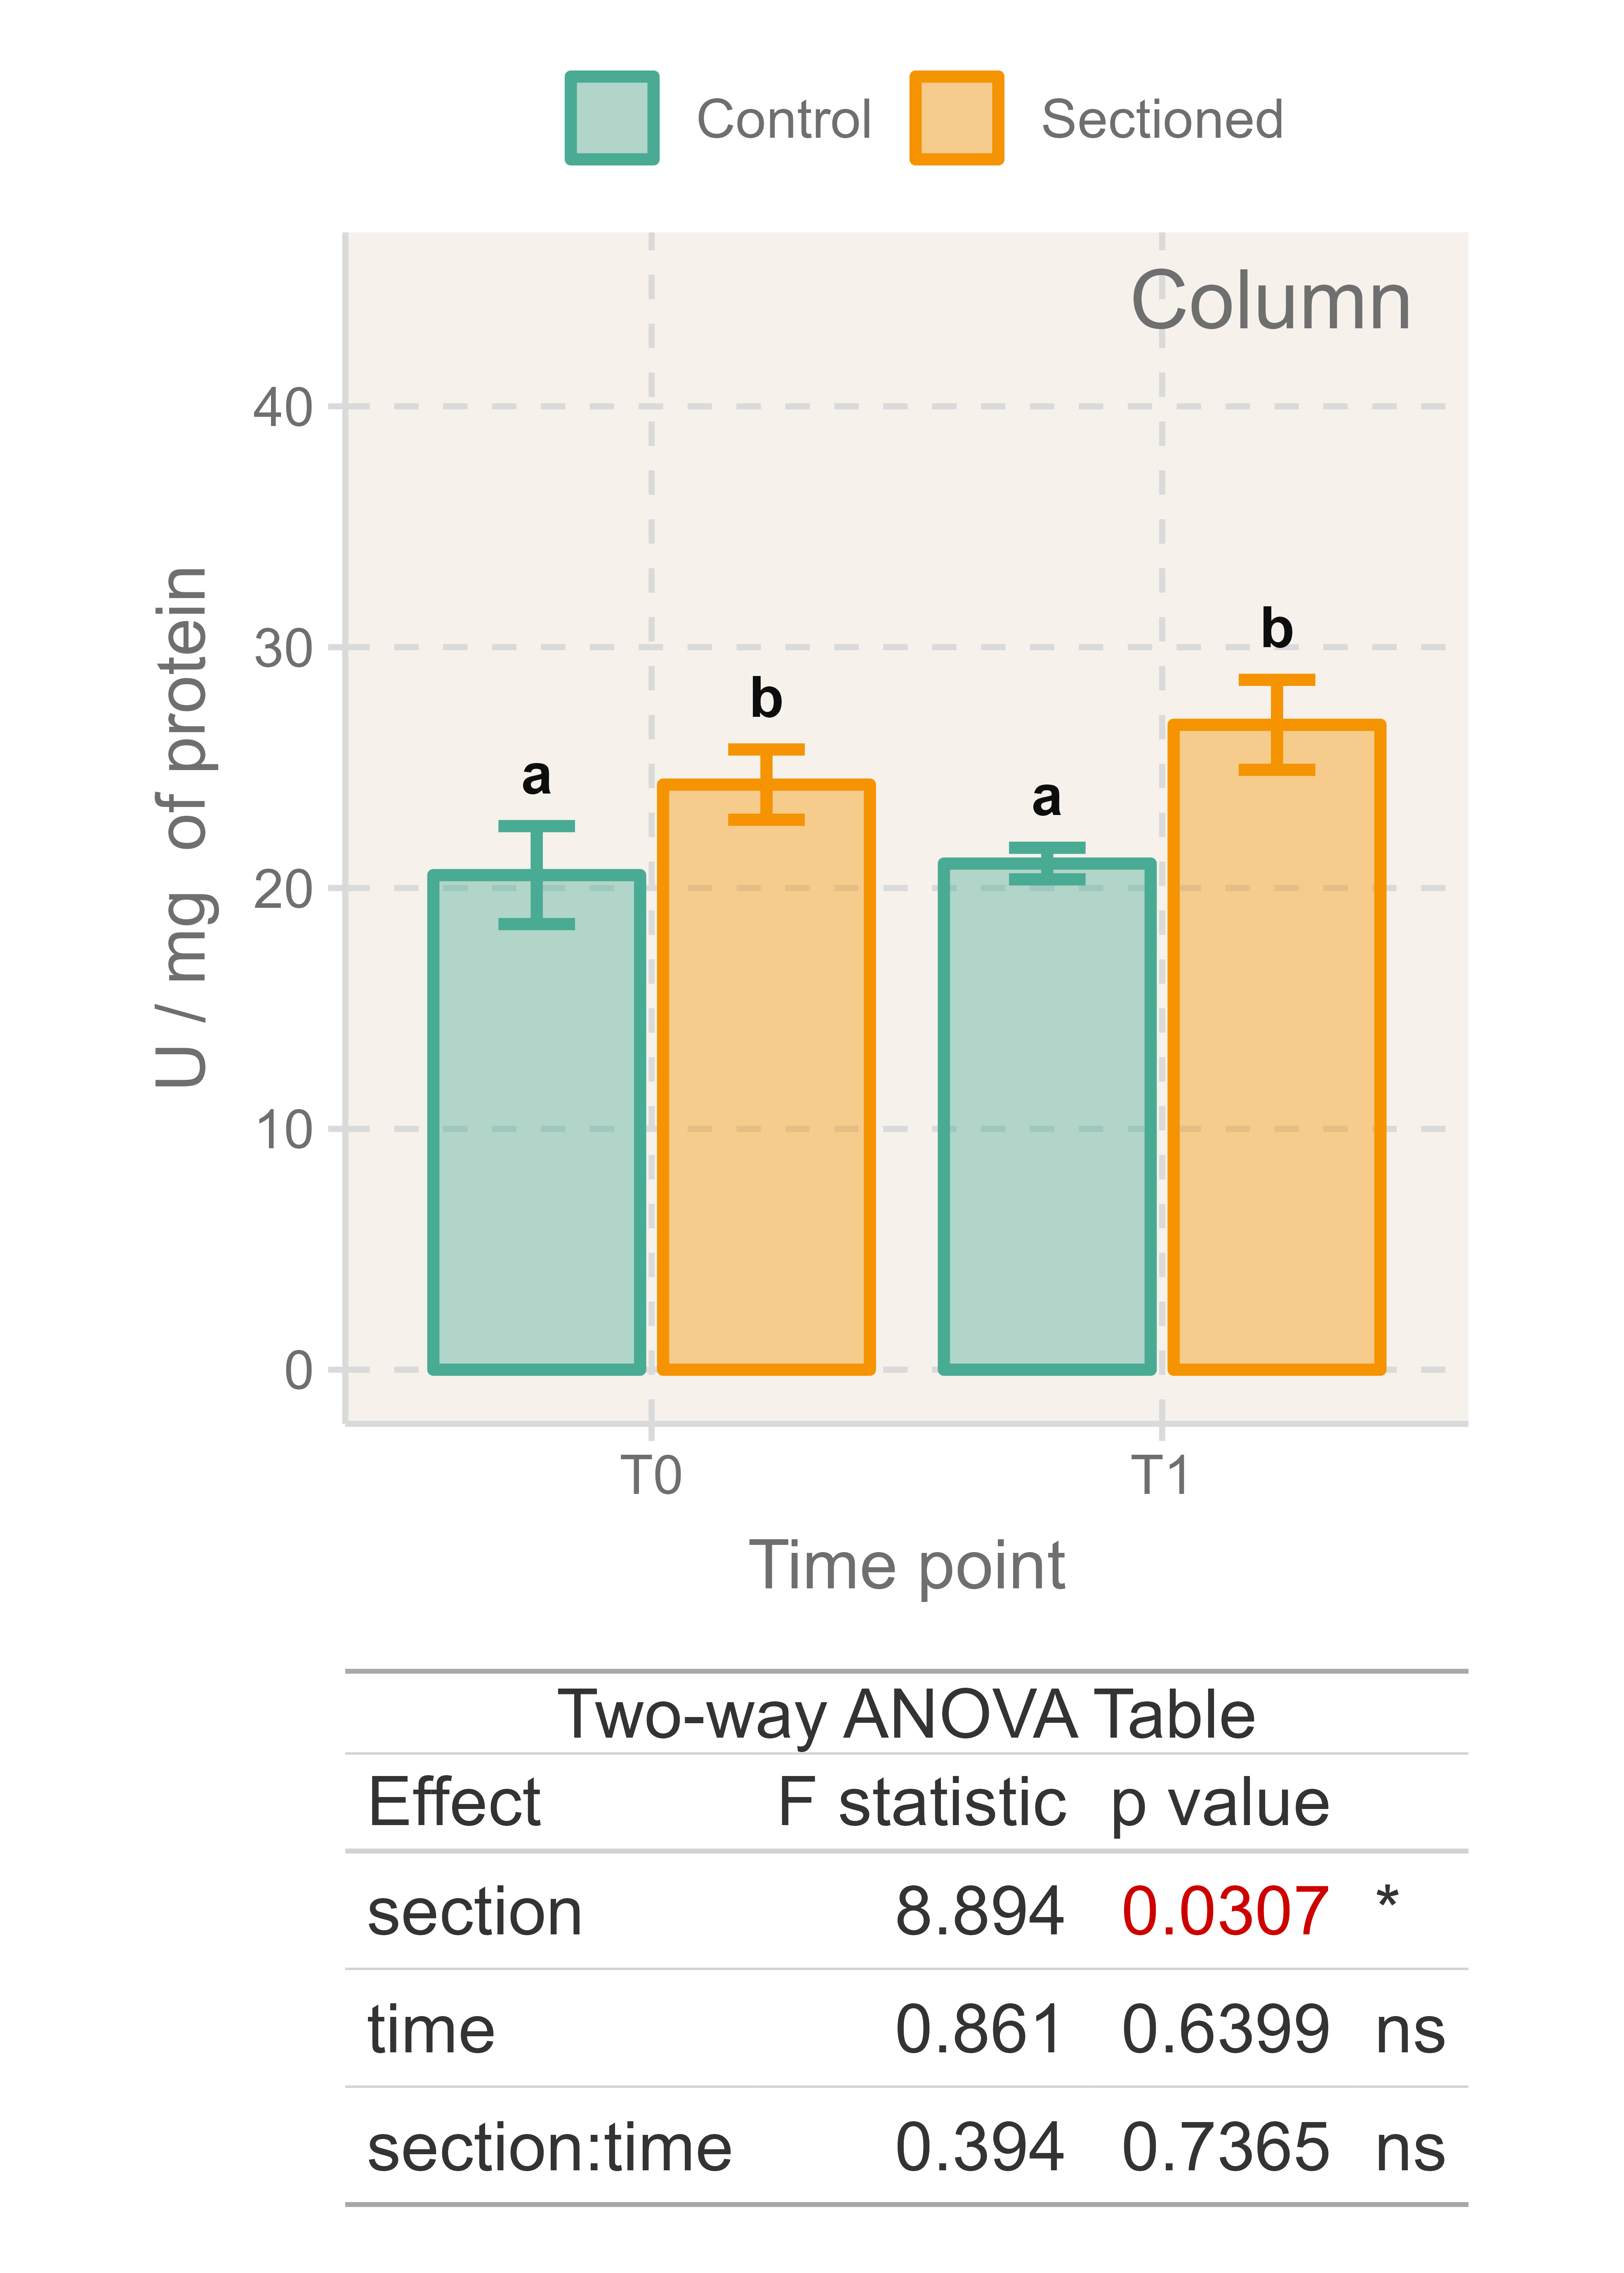 Control Sectioned
Column
40
30
20
10
0
U / mg of protein
a
b
a
b
T0 T1
Time point
Two-way ANOVA Table
Effect F statistic p value
section 8.894 0.0307 *
time 0.861 0.6399 ns
section:time 0.394 0.7365 ns